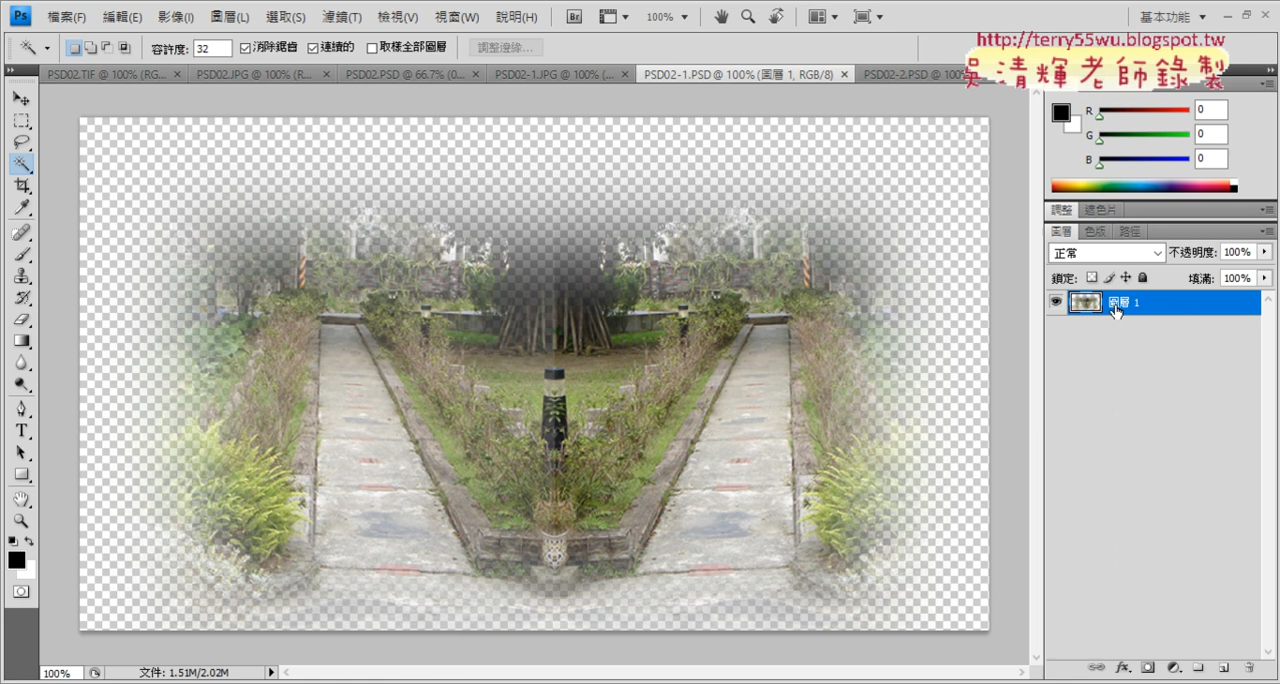 Ps 檔案(F) 編輯(E) 影像(I) 圖層(L) 選取(S) 濾鏡(T) 檢視(V) 視窗(W) 說明(H) Br 100% 基本功能
http://terry55wu.blogspot.tw
容許度: 32 消除鋸齒 連續的 取樣全部圖層 調整邊緣...
吳清輝老師錄製
PSD02.TIF @ 100% (RG... PSD02.JPG @ 100% (R... PSD02.PSD @ 66.7% (0... PSD02-1.JPG @ 100% (... PSD02-1.PSD @ 100% (圖層 1, RGB/8) PSD02-2.PSD @ 100%
R 0
G 0
B 0
調整 遮色片
圖層 色版 路徑
正常 不透明度: 100%
鎖定: 填滿: 100%
圖層 1
T
fx
100% 文件: 1.51M/2.02M